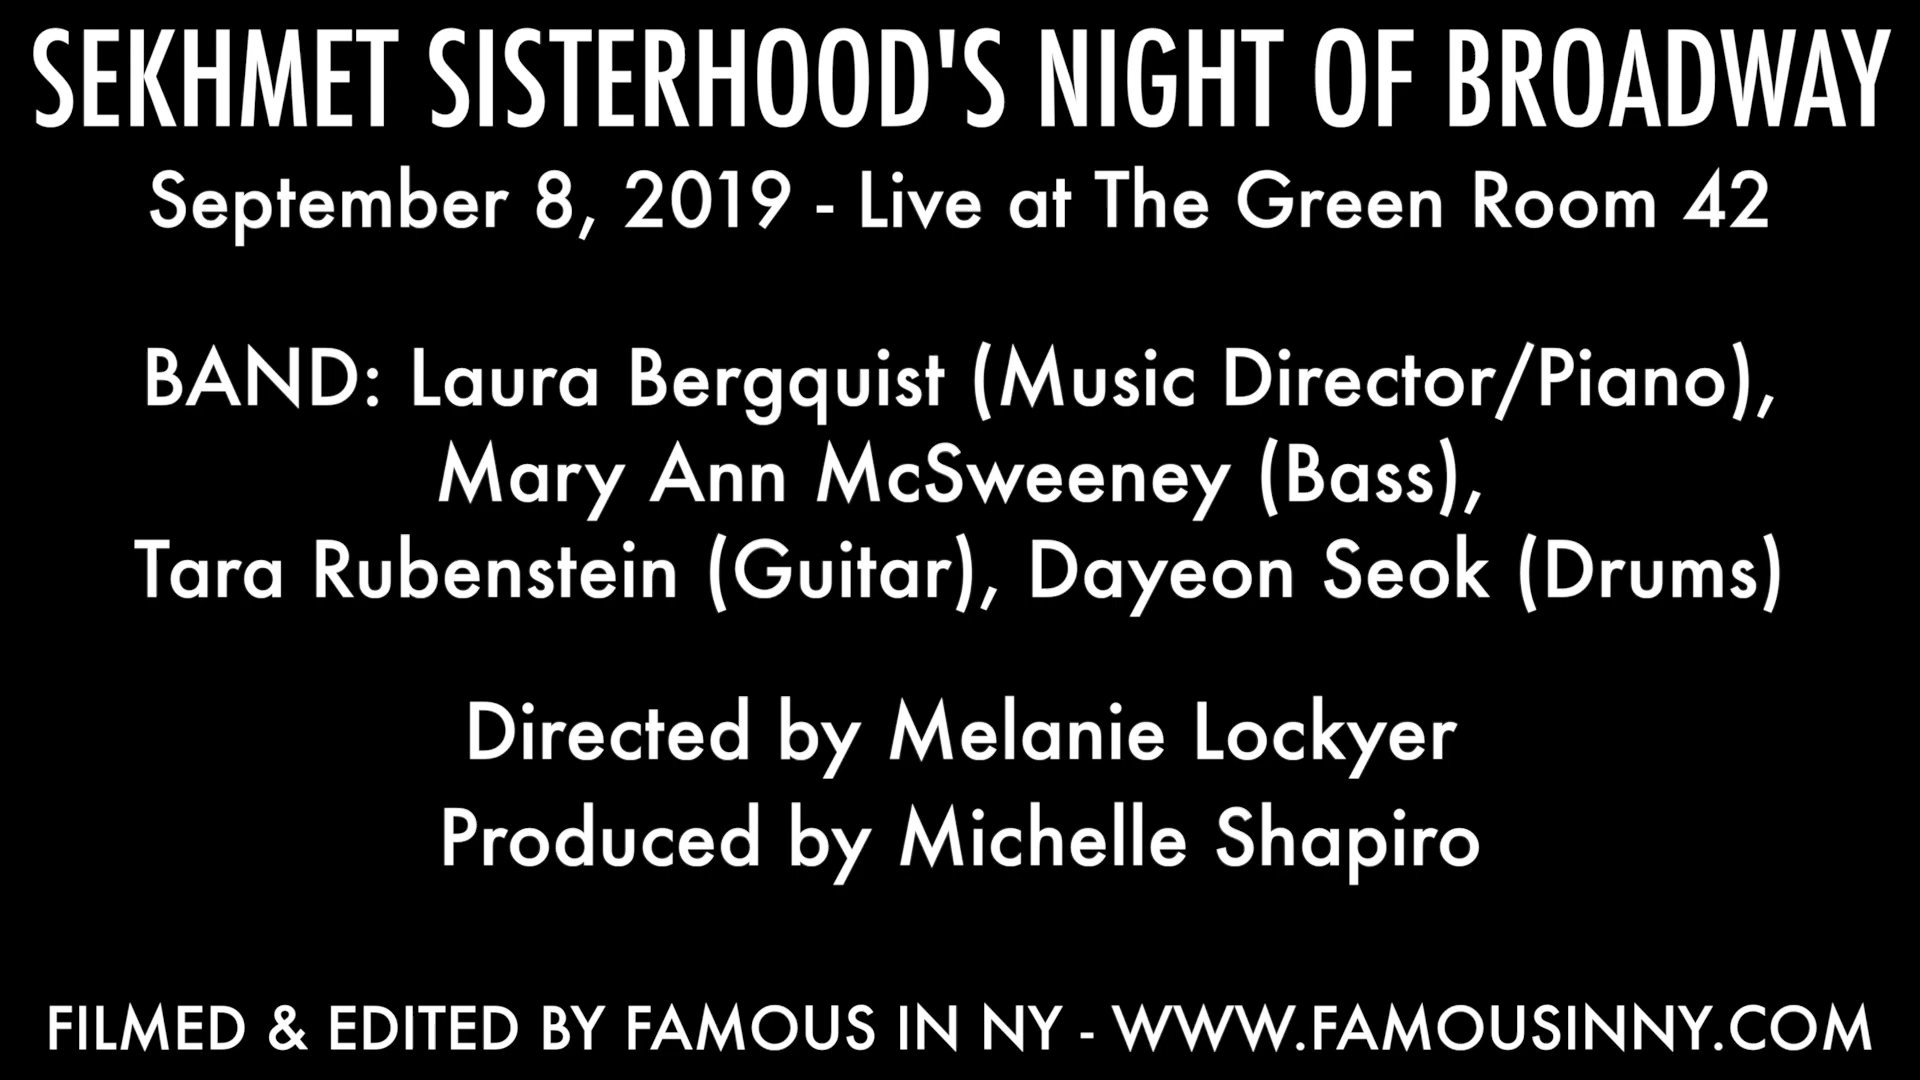 SEKHMET SISTERHOOD'S NIGHT OF BROADWAY
September 8, 2019 - Live at The Green Room 42
BAND: Laura Bergquist (Music Director/Piano),
Mary Ann McSweeney (Bass),
Tara Rubenstein (Guitar), Dayeon Seok (Drums)
Directed by Melanie Lockyer
Produced by Michelle Shapiro
FILMED & EDITED BY FAMOUS IN NY - WWW.FAMOUSINNY.COM